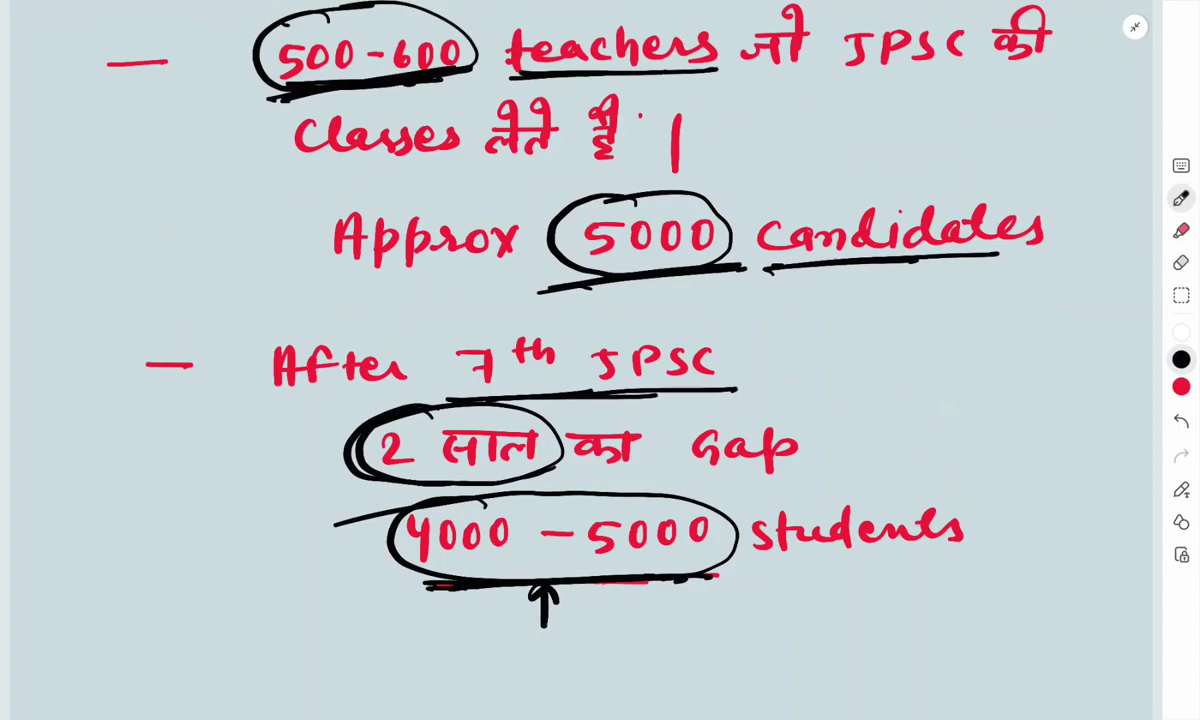 — 500-600 teachers जो JPSC की
Classes लेते हैं |
Approx 5000 candidates
— After 7th JPSC
2 साल का Gap
4000 – 5000 students